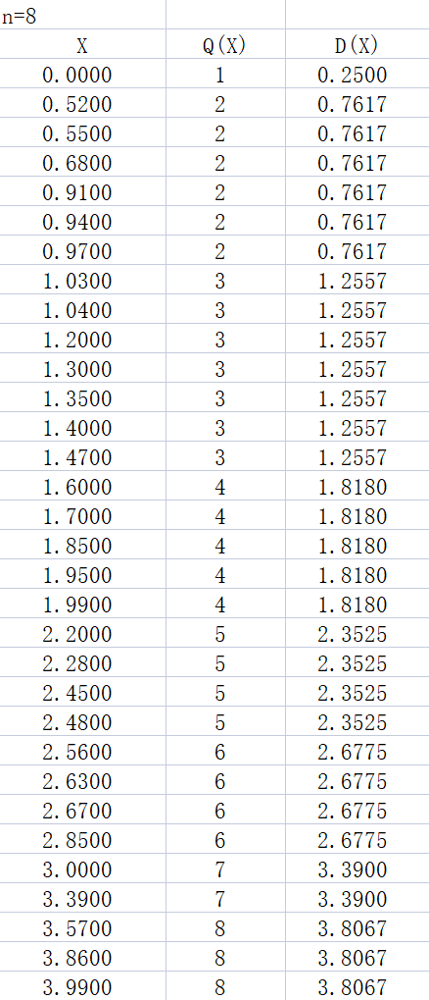 n=8
X Q(X) D(X)
0.0000 1 0.2500
0.5200 2 0.7617
0.5500 2 0.7617
0.6800 2 0.7617
0.9100 2 0.7617
0.9400 2 0.7617
0.9700 2 0.7617
1.0300 3 1.2557
1.0400 3 1.2557
1.2000 3 1.2557
1.3000 3 1.2557
1.3500 3 1.2557
1.4000 3 1.2557
1.4700 3 1.2557
1.6000 4 1.8180
1.7000 4 1.8180
1.8500 4 1.8180
1.9500 4 1.8180
1.9900 4 1.8180
2.2000 5 2.3525
2.2800 5 2.3525
2.4500 5 2.3525
2.4800 5 2.3525
2.5600 6 2.6775
2.6300 6 2.6775
2.6700 6 2.6775
2.8500 6 2.6775
3.0000 7 3.3900
3.3900 7 3.3900
3.5700 8 3.8067
3.8600 8 3.8067
3.9900 8 3.8067